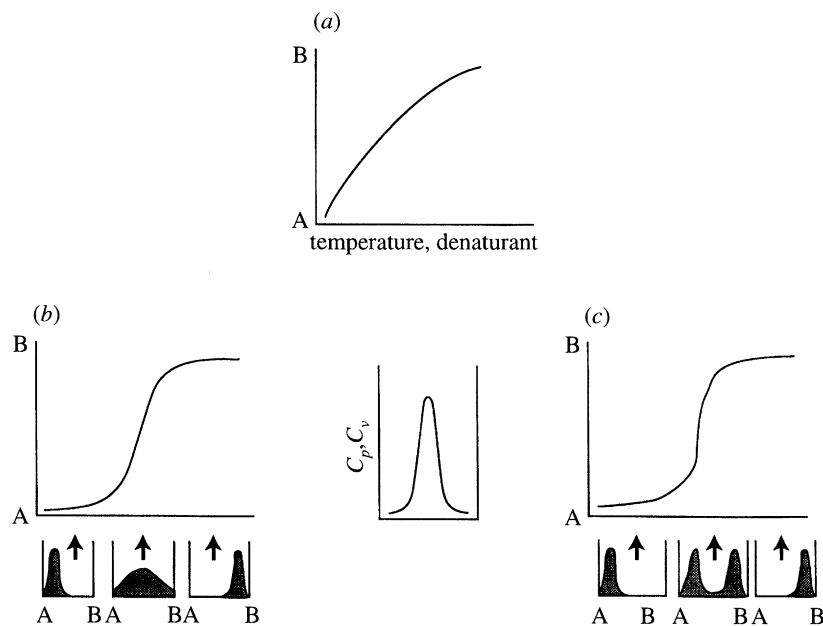 (a)
B
A
temperature, denaturant
(b)
B
A
A B A B A B
C_p, C_v
(c)
B
A
A B A B A B